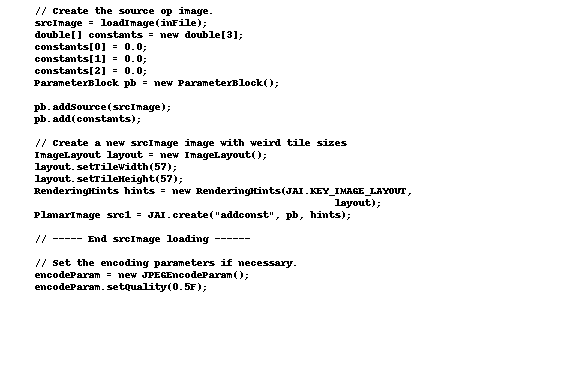 // Create the source op image.
srcImage = loadImage(inFile);
double[] constants = new double[3];
constants[0] = 0.0;
constants[1] = 0.0;
constants[2] = 0.0;
ParameterBlock pb = new ParameterBlock();

pb.addSource(srcImage);
pb.add(constants);

// Create a new srcImage image with weird tile sizes
ImageLayout layout = new ImageLayout();
layout.setTileWidth(57);
layout.setTileHeight(57);
RenderingHints hints = new RenderingHints(JAI.KEY_IMAGE_LAYOUT,
                                          layout);
PlanarImage src1 = JAI.create("addconst", pb, hints);

// ----- End srcImage loading ------

// Set the encoding parameters if necessary.
encodeParam = new JPEGEncodeParam();
encodeParam.setQuality(0.5F);